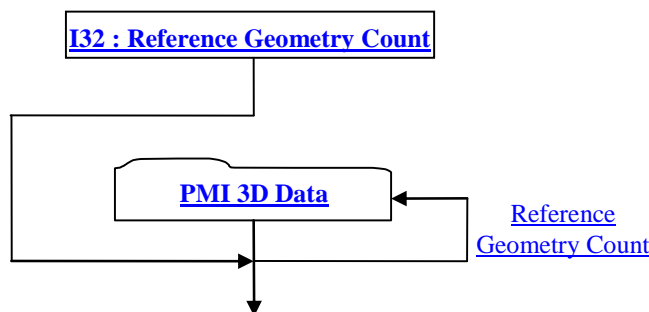 I32 : Reference Geometry Count
PMI 3D Data
Reference
Geometry Count